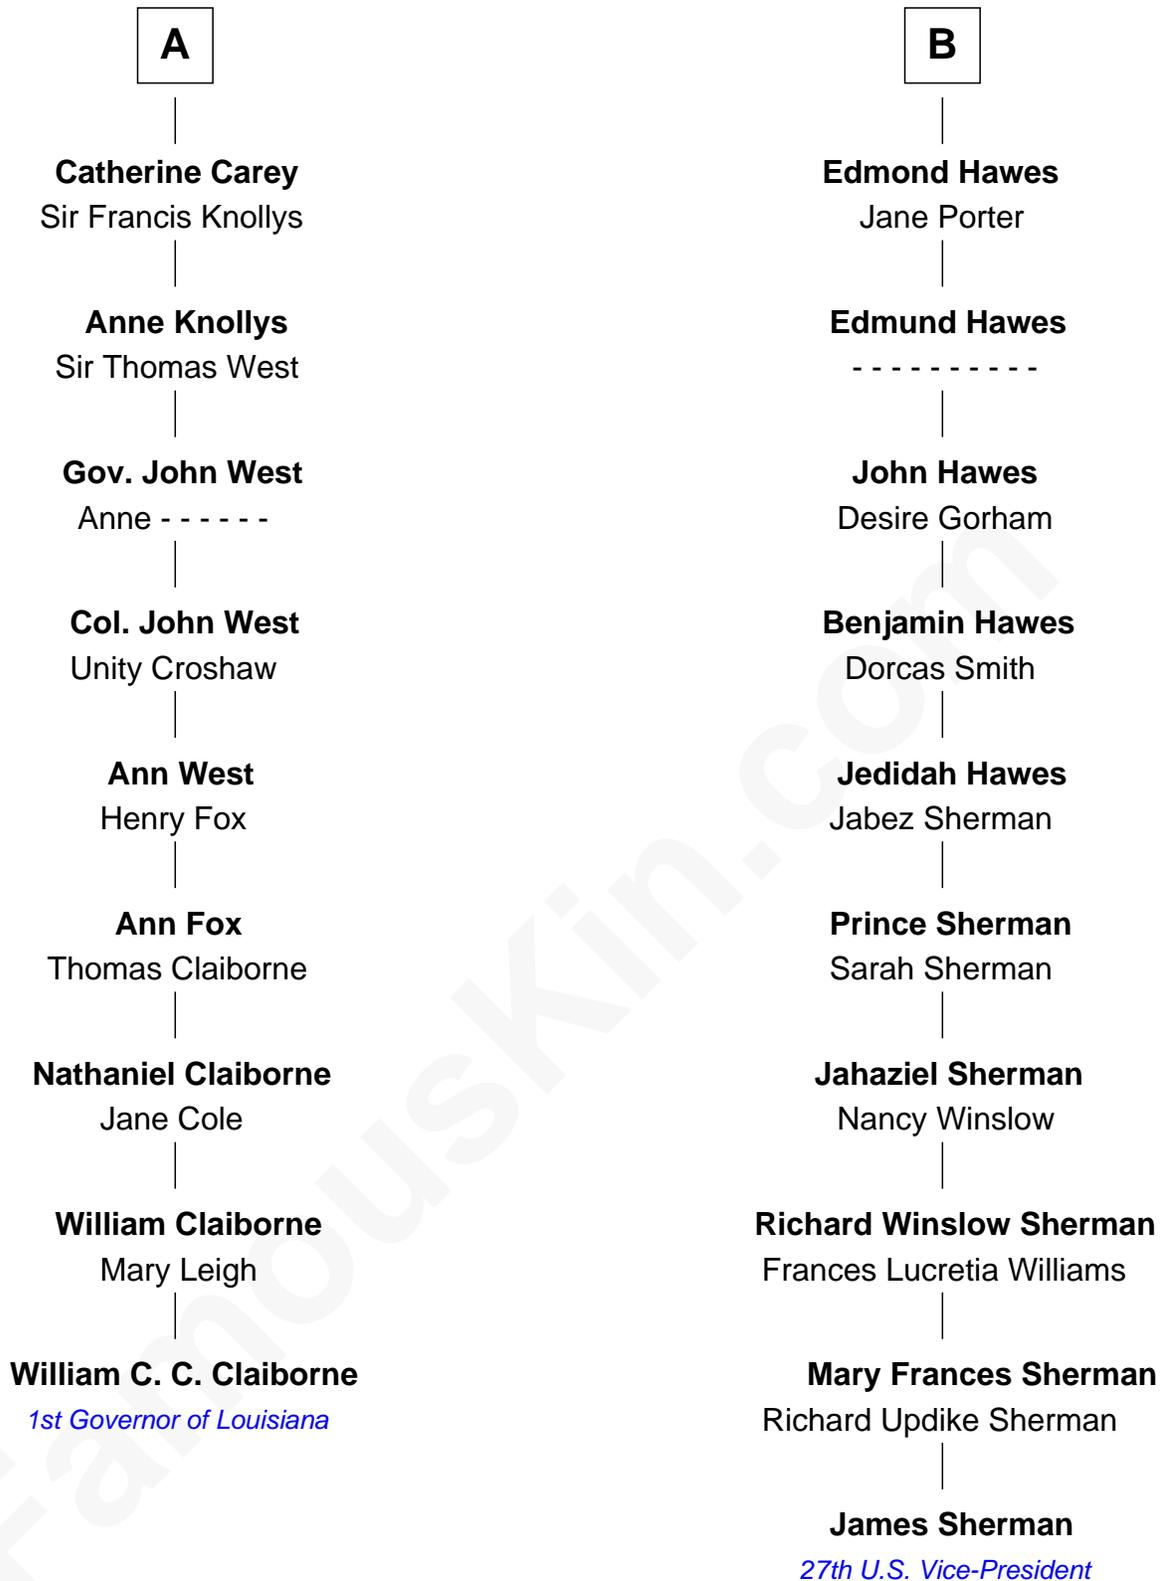 A
Catherine Carey
Sir Francis Knollys
Anne Knollys
Sir Thomas West
Gov. John West
Anne - - - - - -
Col. John West
Unity Croshaw
Ann West
Henry Fox
Ann Fox
Thomas Claiborne
Nathaniel Claiborne
Jane Cole
William Claiborne
Mary Leigh
William C. C. Claiborne
1st Governor of Louisiana
B
Edmond Hawes
Jane Porter
Edmund Hawes
- - - - - - - - - -
John Hawes
Desire Gorham
Benjamin Hawes
Dorcas Smith
Jedidah Hawes
Jabez Sherman
Prince Sherman
Sarah Sherman
Jahaziel Sherman
Nancy Winslow
Richard Winslow Sherman
Frances Lucretia Williams
Mary Frances Sherman
Richard Updike Sherman
James Sherman
27th U.S. Vice-President
FamousKin.com